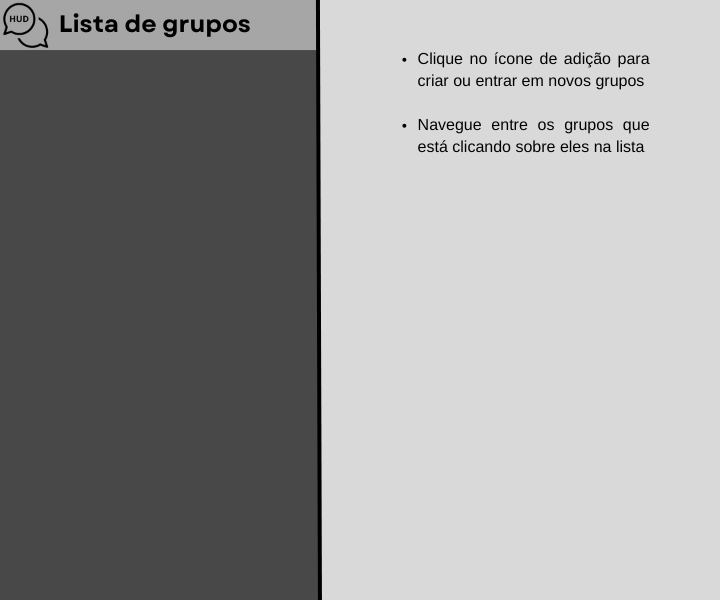 HUD
Lista de grupos
• Clique no ícone de adição para
criar ou entrar em novos grupos
• Navegue entre os grupos que
está clicando sobre eles na lista